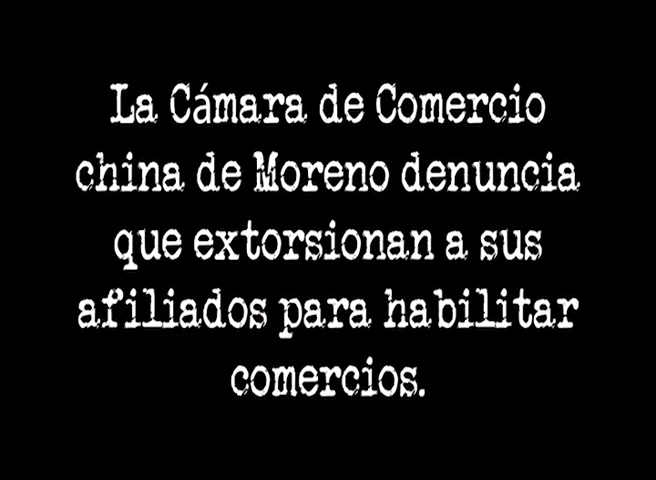 La Cámara de Comercio
china de Moreno denuncia
que extorsionan a sus
afiliados para habilitar
comercios.